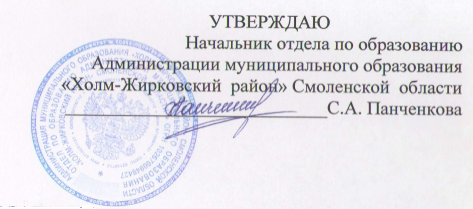 УТВЕРЖДАЮ
Начальник отдела по образованию
Администрации муниципального образования
«Холм-Жирковский район» Смоленской области
С.А. Панченкова